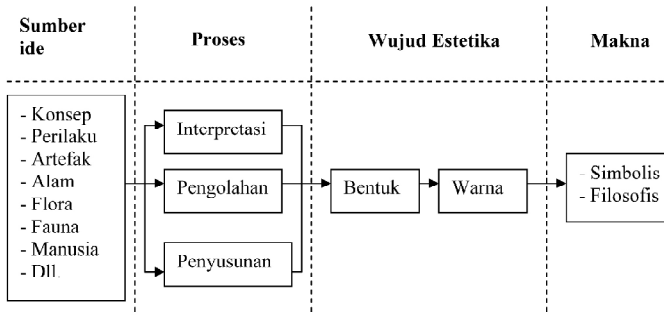 Sumber
ide
Proses
Wujud Estetika
Makna
- Konsep
- Perilaku
- Artefak
- Alam
- Flora
- Fauna
- Manusia
- Dll.
Interpretasi
Pengolahan
Penyusunan
Bentuk
Warna
- Simbolis
- Filosofis